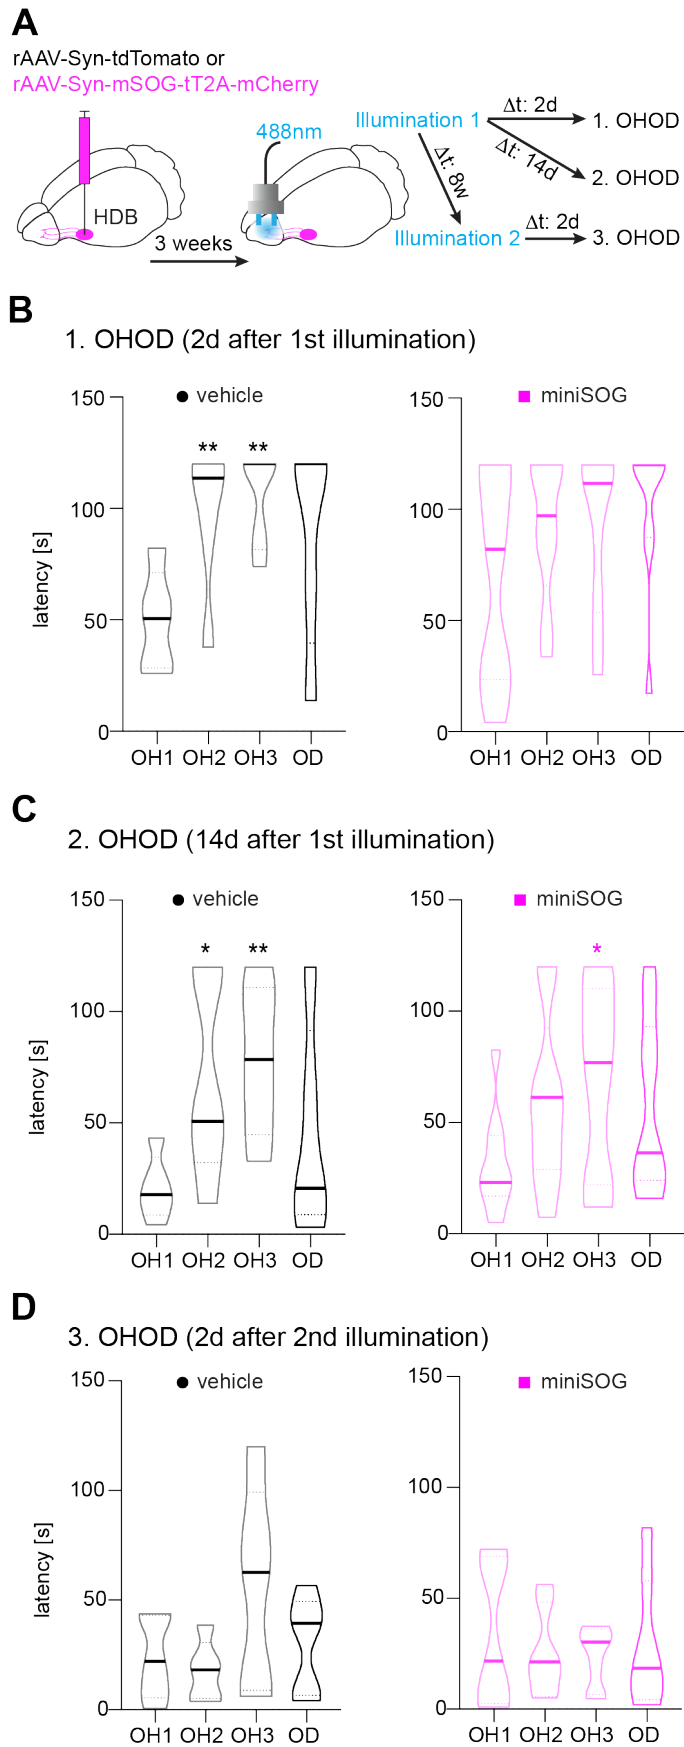 A
rAAV-Syn-tdTomato or
rAAV-Syn-mSOG-tT2A-mCherry
488nm
HDB
3 weeks
Illumination 1
Δt: 2d
1. OHOD
Δt: 14d
2. OHOD
Δt: 8w
Illumination 2
Δt: 2d
3. OHOD
B
1. OHOD (2d after 1st illumination)
vehicle
** **
150
100
50
0
latency [s]
OH1 OH2 OH3 OD
miniSOG
150
100
50
0
OH1 OH2 OH3 OD
C
2. OHOD (14d after 1st illumination)
vehicle
* **
150
100
50
0
latency [s]
OH1 OH2 OH3 OD
miniSOG
*
150
100
50
0
OH1 OH2 OH3 OD
D
3. OHOD (2d after 2nd illumination)
vehicle
150
100
50
0
latency [s]
OH1 OH2 OH3 OD
miniSOG
150
100
50
0
OH1 OH2 OH3 OD